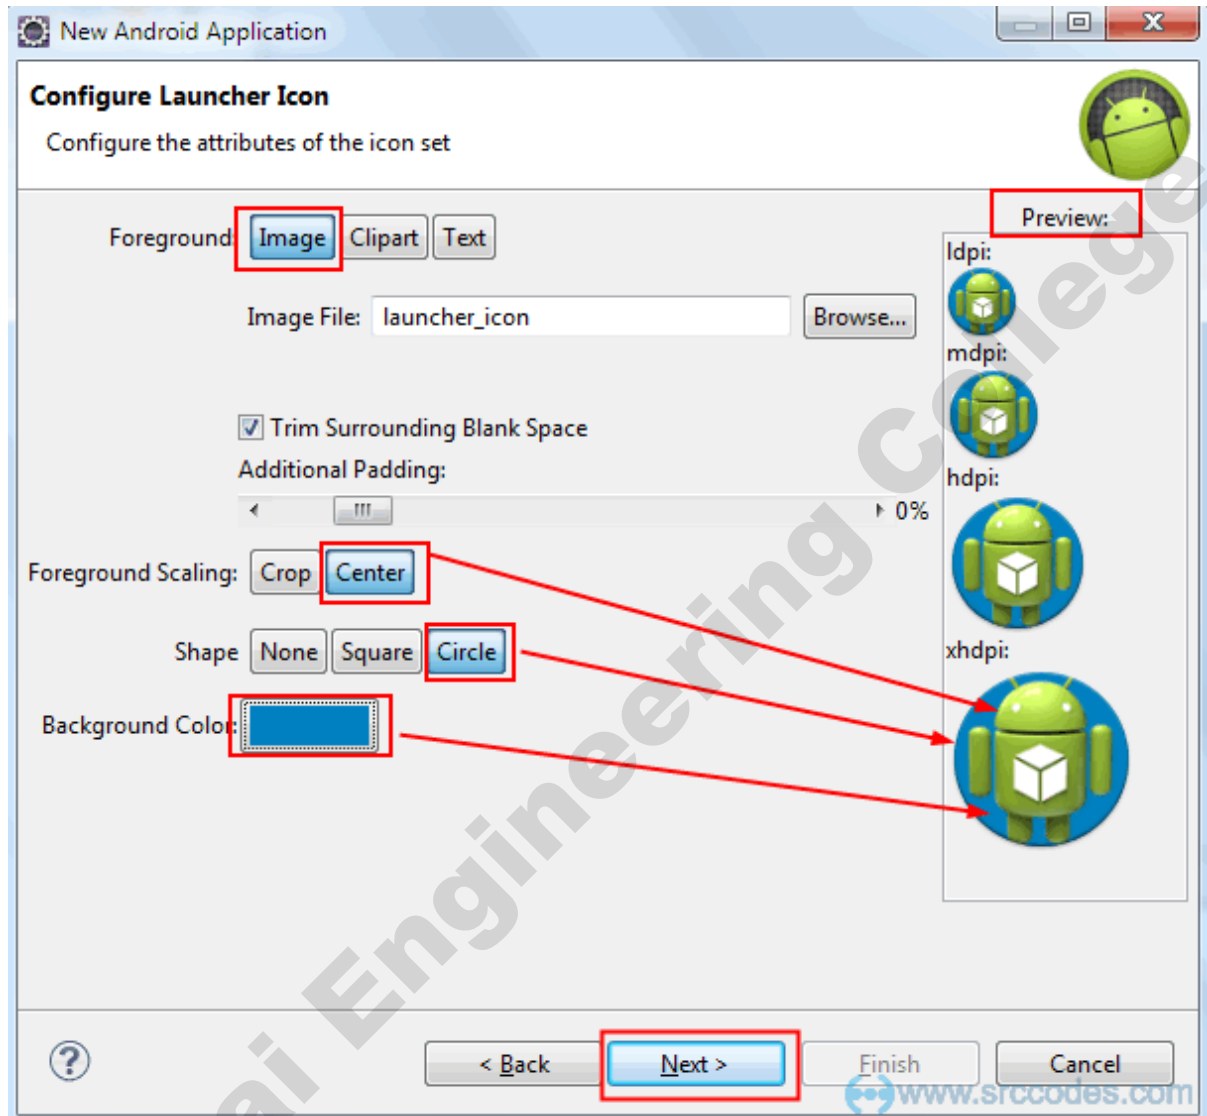 New Android Application
Configure Launcher Icon
Configure the attributes of the icon set
Foreground: Image Clipart Text
Preview:
ldpi:
Image File: launcher_icon Browse...
mdpi:
Trim Surrounding Blank Space
Additional Padding:
hdpi:
0%
Foreground Scaling: Crop Center
Shape None Square Circle
xhdpi:
Background Color:
< Back Next > Finish Cancel
www.srccodes.com
ai Engineering College